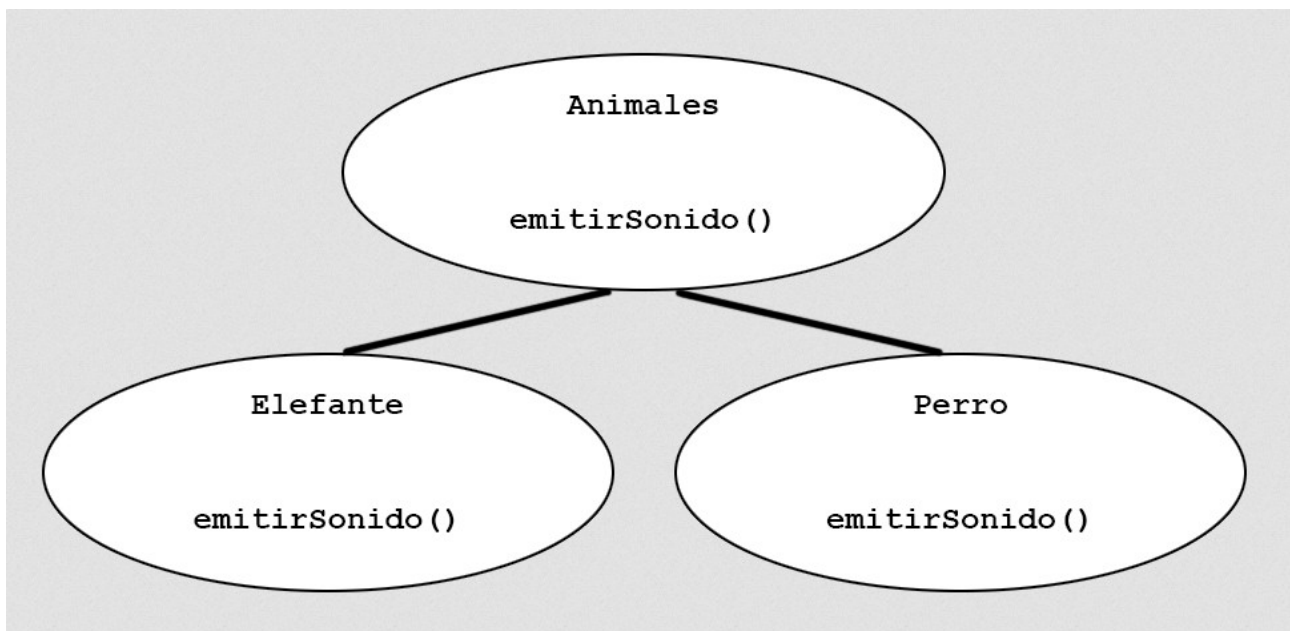 Animales
emitirSonido()
Elefante
emitirSonido()
Perro
emitirSonido()